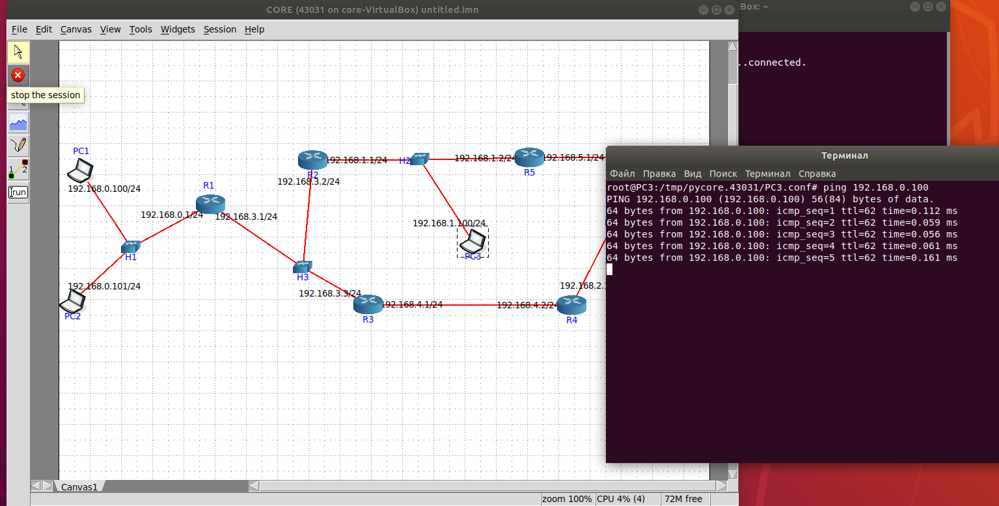 CORE (43031 on core-VirtualBox) untitled.imn
Box: ~
File Edit Canvas View Tools Widgets Session Help
..connected.
stop the session
1 2
run
PC1
192.168.0.100/24
R1
192.168.0.1/24
192.168.3.1/24
H1
192.168.0.101/24
PC2
R2
192.168.1.1/24
192.168.3.2/24
H2
192.168.1.2/24
R5
192.168.5.1/24
192.168.1.100/24
PC3
H3
192.168.3.3/24
R3
192.168.4.1/24
192.168.4.2/24
192.168.2.
R4
Терминал
Файл Правка Вид Поиск Терминал Справка
root@PC3:/tmp/pycore.43031/PC3.conf# ping 192.168.0.100
PING 192.168.0.100 (192.168.0.100) 56(84) bytes of data.
64 bytes from 192.168.0.100: icmp_seq=1 ttl=62 time=0.112 ms
64 bytes from 192.168.0.100: icmp_seq=2 ttl=62 time=0.059 ms
64 bytes from 192.168.0.100: icmp_seq=3 ttl=62 time=0.056 ms
64 bytes from 192.168.0.100: icmp_seq=4 ttl=62 time=0.061 ms
64 bytes from 192.168.0.100: icmp_seq=5 ttl=62 time=0.161 ms
Canvas1
zoom 100% CPU 4% (4) 72M free